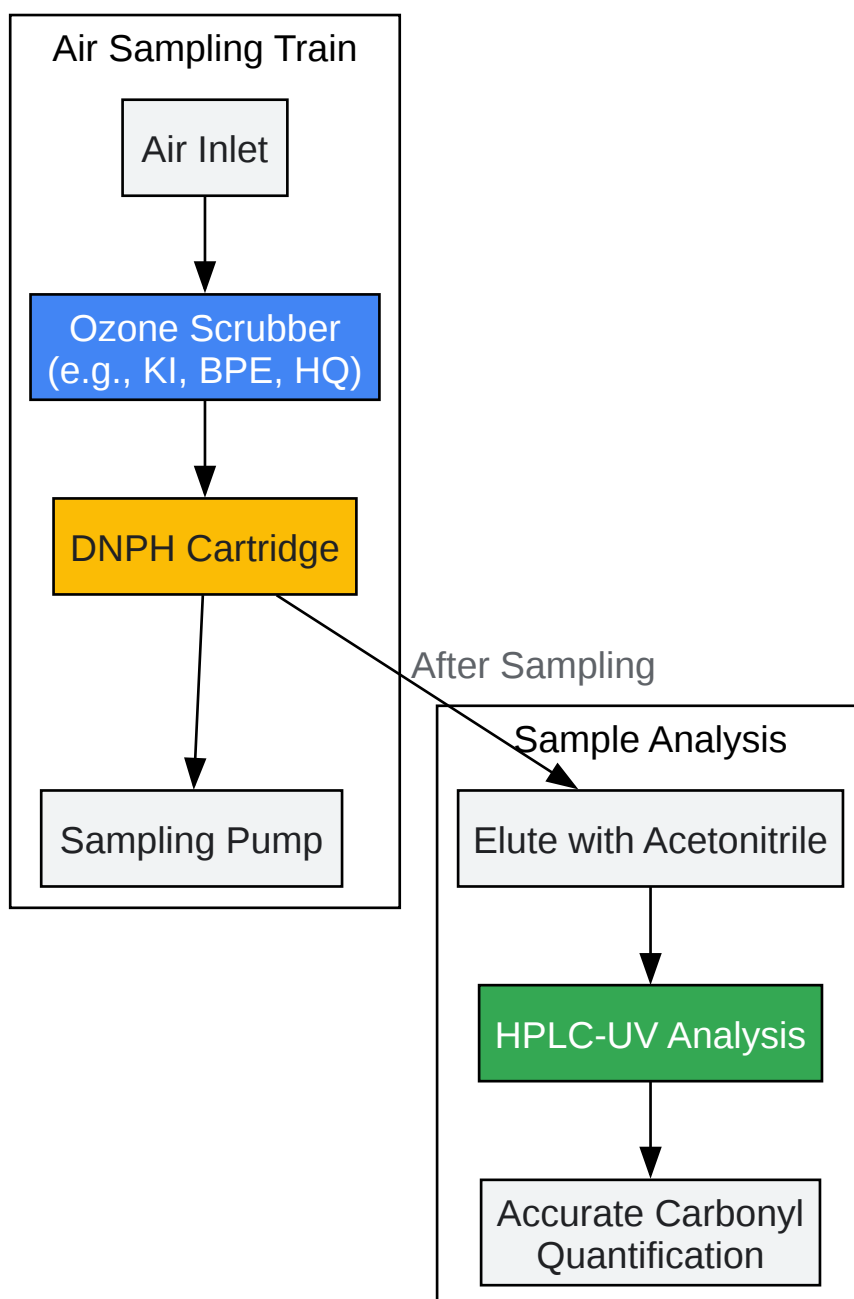 Air Sampling Train
Air Inlet
Ozone Scrubber
(e.g., KI, BPE, HQ)
DNPH Cartridge
After Sampling
Sampling Pump
Sample Analysis
Elute with Acetonitrile
HPLC-UV Analysis
Accurate Carbonyl
Quantification